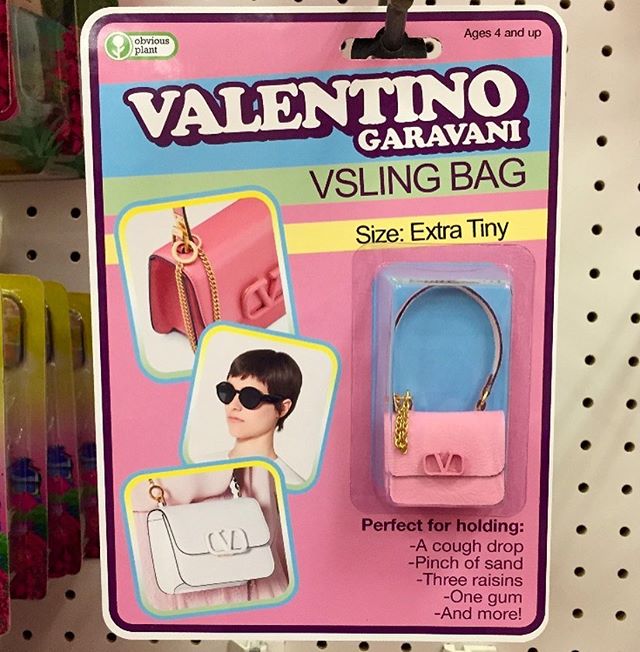 obvious
plant
Ages 4 and up
VALENTINO
GARAVANI
VSLING BAG
Size: Extra Tiny
Perfect for holding:
-A cough drop
-Pinch of sand
-Three raisins
-One gum
-And more!